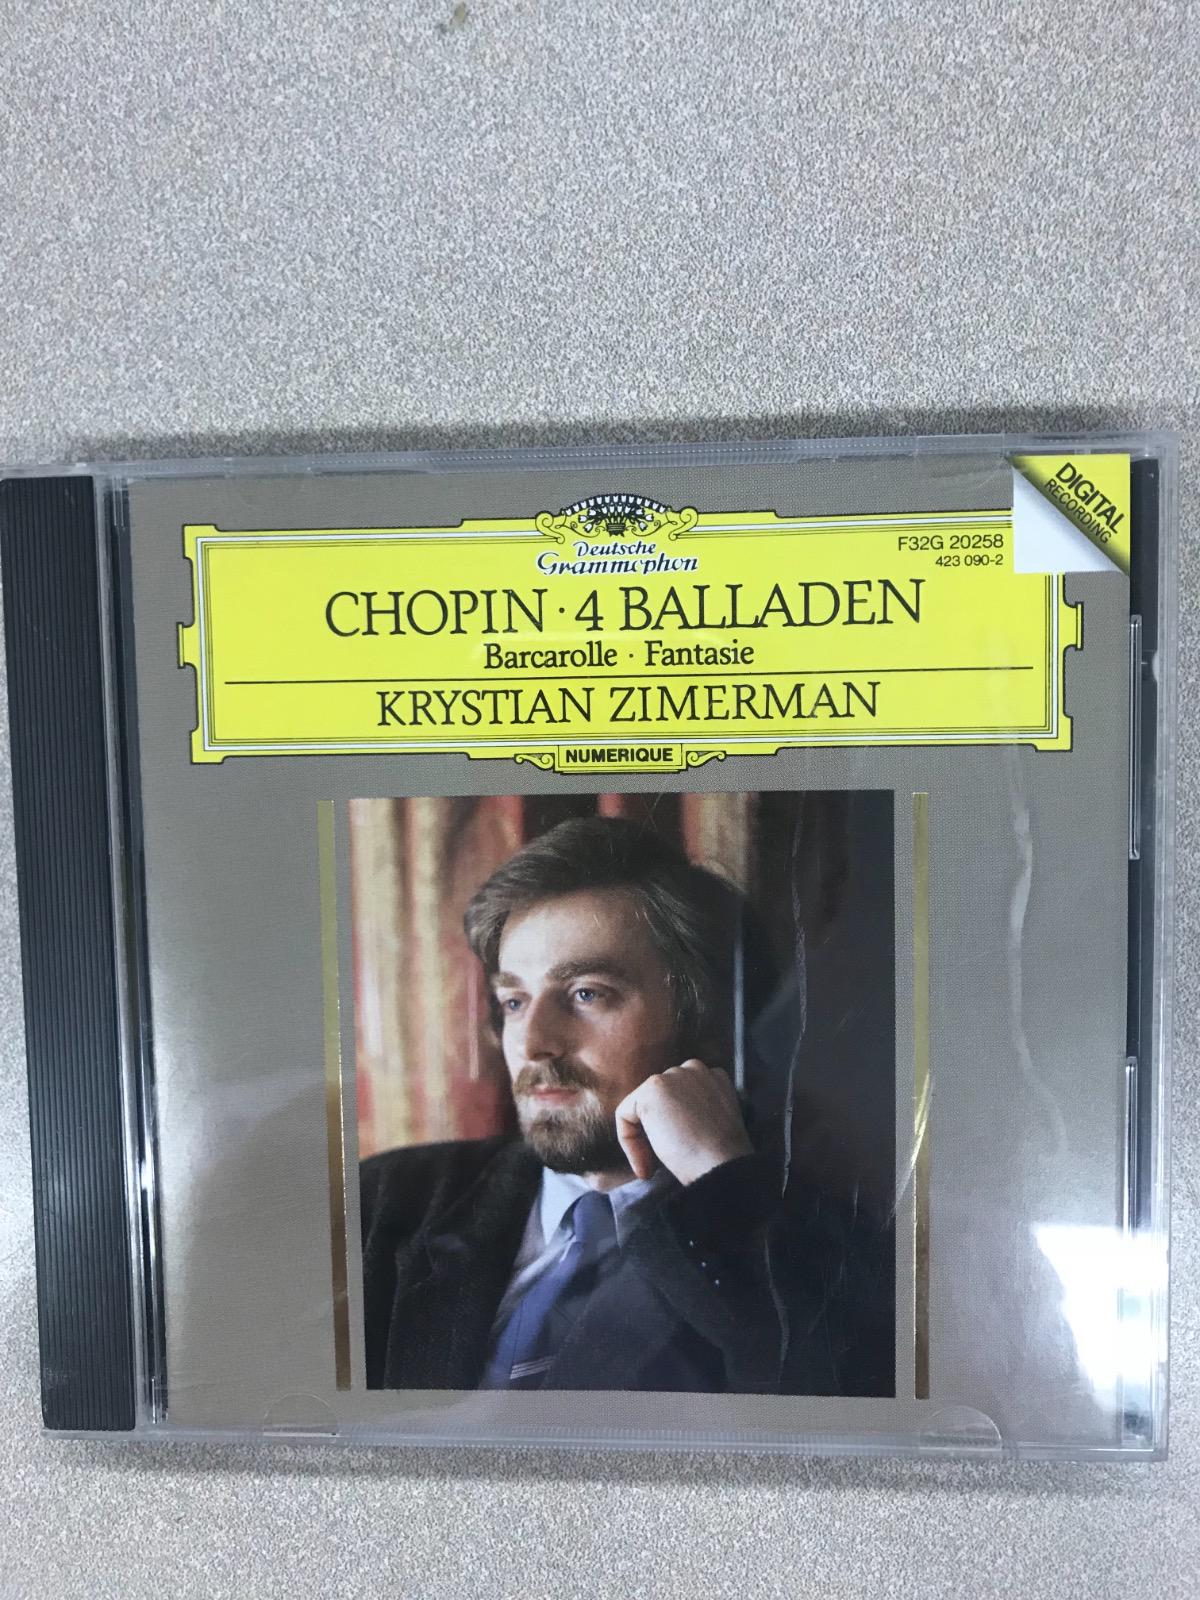 DIGITAL
RECORDING
Deutsche
Grammophon
F32G 20258
423 090-2
CHOPIN · 4 BALLADEN
Barcarolle · Fantasie
KRYSTIAN ZIMERMAN
NUMERIQUE